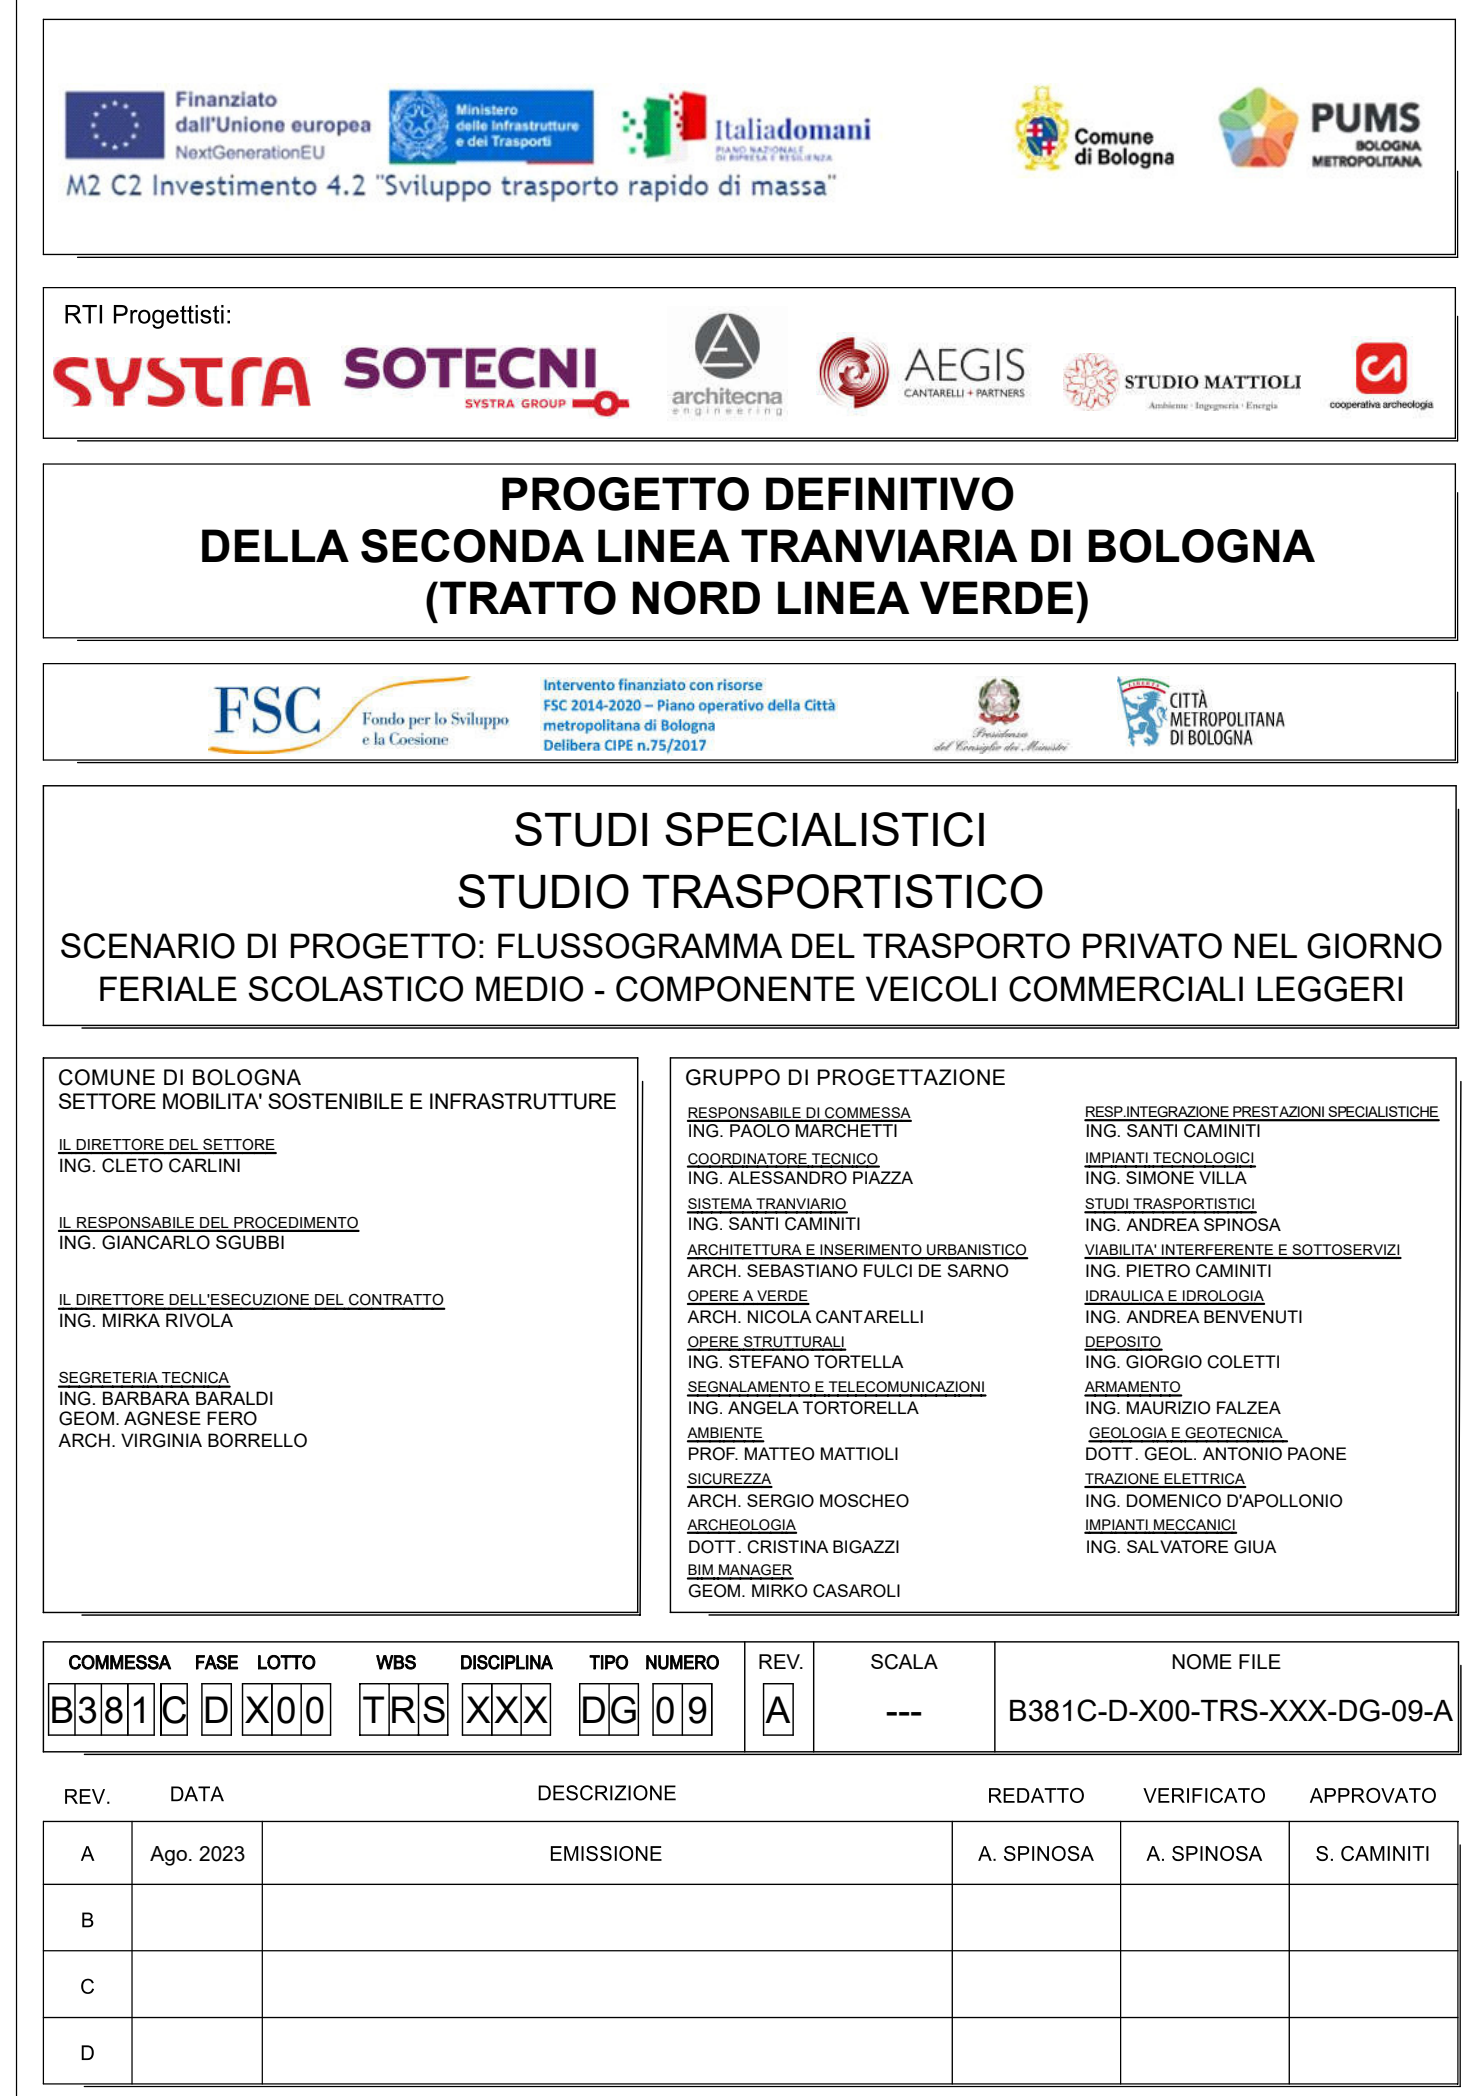 Finanziato
dall'Unione europea
NextGenerationEU
Ministero
delle Infrastrutture
e dei Trasporti
Italiadomani
PIANO NAZIONALE
DI RIPRESA E RESILIENZA
Comune
di Bologna
PUMS
BOLOGNA
METROPOLITANA
M2 C2 Investimento 4.2 "Sviluppo trasporto rapido di massa"
RTI Progettisti:
SYSTRA
SOTECNI
SYSTRA GROUP
architecna
engineering
AEGIS
CANTARELLI + PARTNERS
STUDIO MATTIOLI
Ambiente · Ingegneria · Energia
cooperativa archeologia
PROGETTO DEFINITIVO
DELLA SECONDA LINEA TRANVIARIA DI BOLOGNA
(TRATTO NORD LINEA VERDE)
FSC
Fondo per lo Sviluppo
e la Coesione
Intervento finanziato con risorse
FSC 2014-2020 – Piano operativo della Città
metropolitana di Bologna
Delibera CIPE n.75/2017
Presidenza
del Consiglio dei Ministri
LIBERTAS
CITTÀ
METROPOLITANA
DI BOLOGNA
STUDI SPECIALISTICI
STUDIO TRASPORTISTICO
SCENARIO DI PROGETTO: FLUSSOGRAMMA DEL TRASPORTO PRIVATO NEL GIORNO
FERIALE SCOLASTICO MEDIO - COMPONENTE VEICOLI COMMERCIALI LEGGERI
COMUNE DI BOLOGNA
SETTORE MOBILITA' SOSTENIBILE E INFRASTRUTTURE
IL DIRETTORE DEL SETTORE
ING. CLETO CARLINI
IL RESPONSABILE DEL PROCEDIMENTO
ING. GIANCARLO SGUBBI
IL DIRETTORE DELL'ESECUZIONE DEL CONTRATTO
ING. MIRKA RIVOLA
SEGRETERIA TECNICA
ING. BARBARA BARALDI
GEOM. AGNESE FERO
ARCH. VIRGINIA BORRELLO
GRUPPO DI PROGETTAZIONE
RESPONSABILE DI COMMESSA
ING. PAOLO MARCHETTI
COORDINATORE TECNICO
ING. ALESSANDRO PIAZZA
SISTEMA TRANVIARIO
ING. SANTI CAMINITI
ARCHITETTURA E INSERIMENTO URBANISTICO
ARCH. SEBASTIANO FULCI DE SARNO
OPERE A VERDE
ARCH. NICOLA CANTARELLI
OPERE STRUTTURALI
ING. STEFANO TORTELLA
SEGNALAMENTO E TELECOMUNICAZIONI
ING. ANGELA TORTORELLA
AMBIENTE
PROF. MATTEO MATTIOLI
SICUREZZA
ARCH. SERGIO MOSCHEO
ARCHEOLOGIA
DOTT. CRISTINA BIGAZZI
BIM MANAGER
GEOM. MIRKO CASAROLI
RESP.INTEGRAZIONE PRESTAZIONI SPECIALISTICHE
ING. SANTI CAMINITI
IMPIANTI TECNOLOGICI
ING. SIMONE VILLA
STUDI TRASPORTISTICI
ING. ANDREA SPINOSA
VIABILITA' INTERFERENTE E SOTTOSERVIZI
ING. PIETRO CAMINITI
IDRAULICA E IDROLOGIA
ING. ANDREA BENVENUTI
DEPOSITO
ING. GIORGIO COLETTI
ARMAMENTO
ING. MAURIZIO FALZEA
GEOLOGIA E GEOTECNICA
DOTT. GEOL. ANTONIO PAONE
TRAZIONE ELETTRICA
ING. DOMENICO D'APOLLONIO
IMPIANTI MECCANICI
ING. SALVATORE GIUA
COMMESSA FASE LOTTO WBS DISCIPLINA TIPO NUMERO REV. SCALA NOME FILE
B381C D X00 TRS XXX DG 09 A --- B381C-D-X00-TRS-XXX-DG-09-A
REV. DATA DESCRIZIONE REDATTO VERIFICATO APPROVATO
A Ago. 2023 EMISSIONE A. SPINOSA A. SPINOSA S. CAMINITI
B
C
D